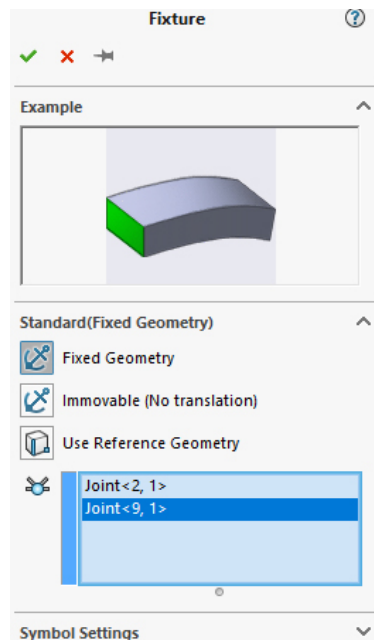 Fixture
Example
Standard(Fixed Geometry)
Fixed Geometry
Immovable (No translation)
Use Reference Geometry
Joint<2, 1>
Joint<9, 1>
Symbol Settings